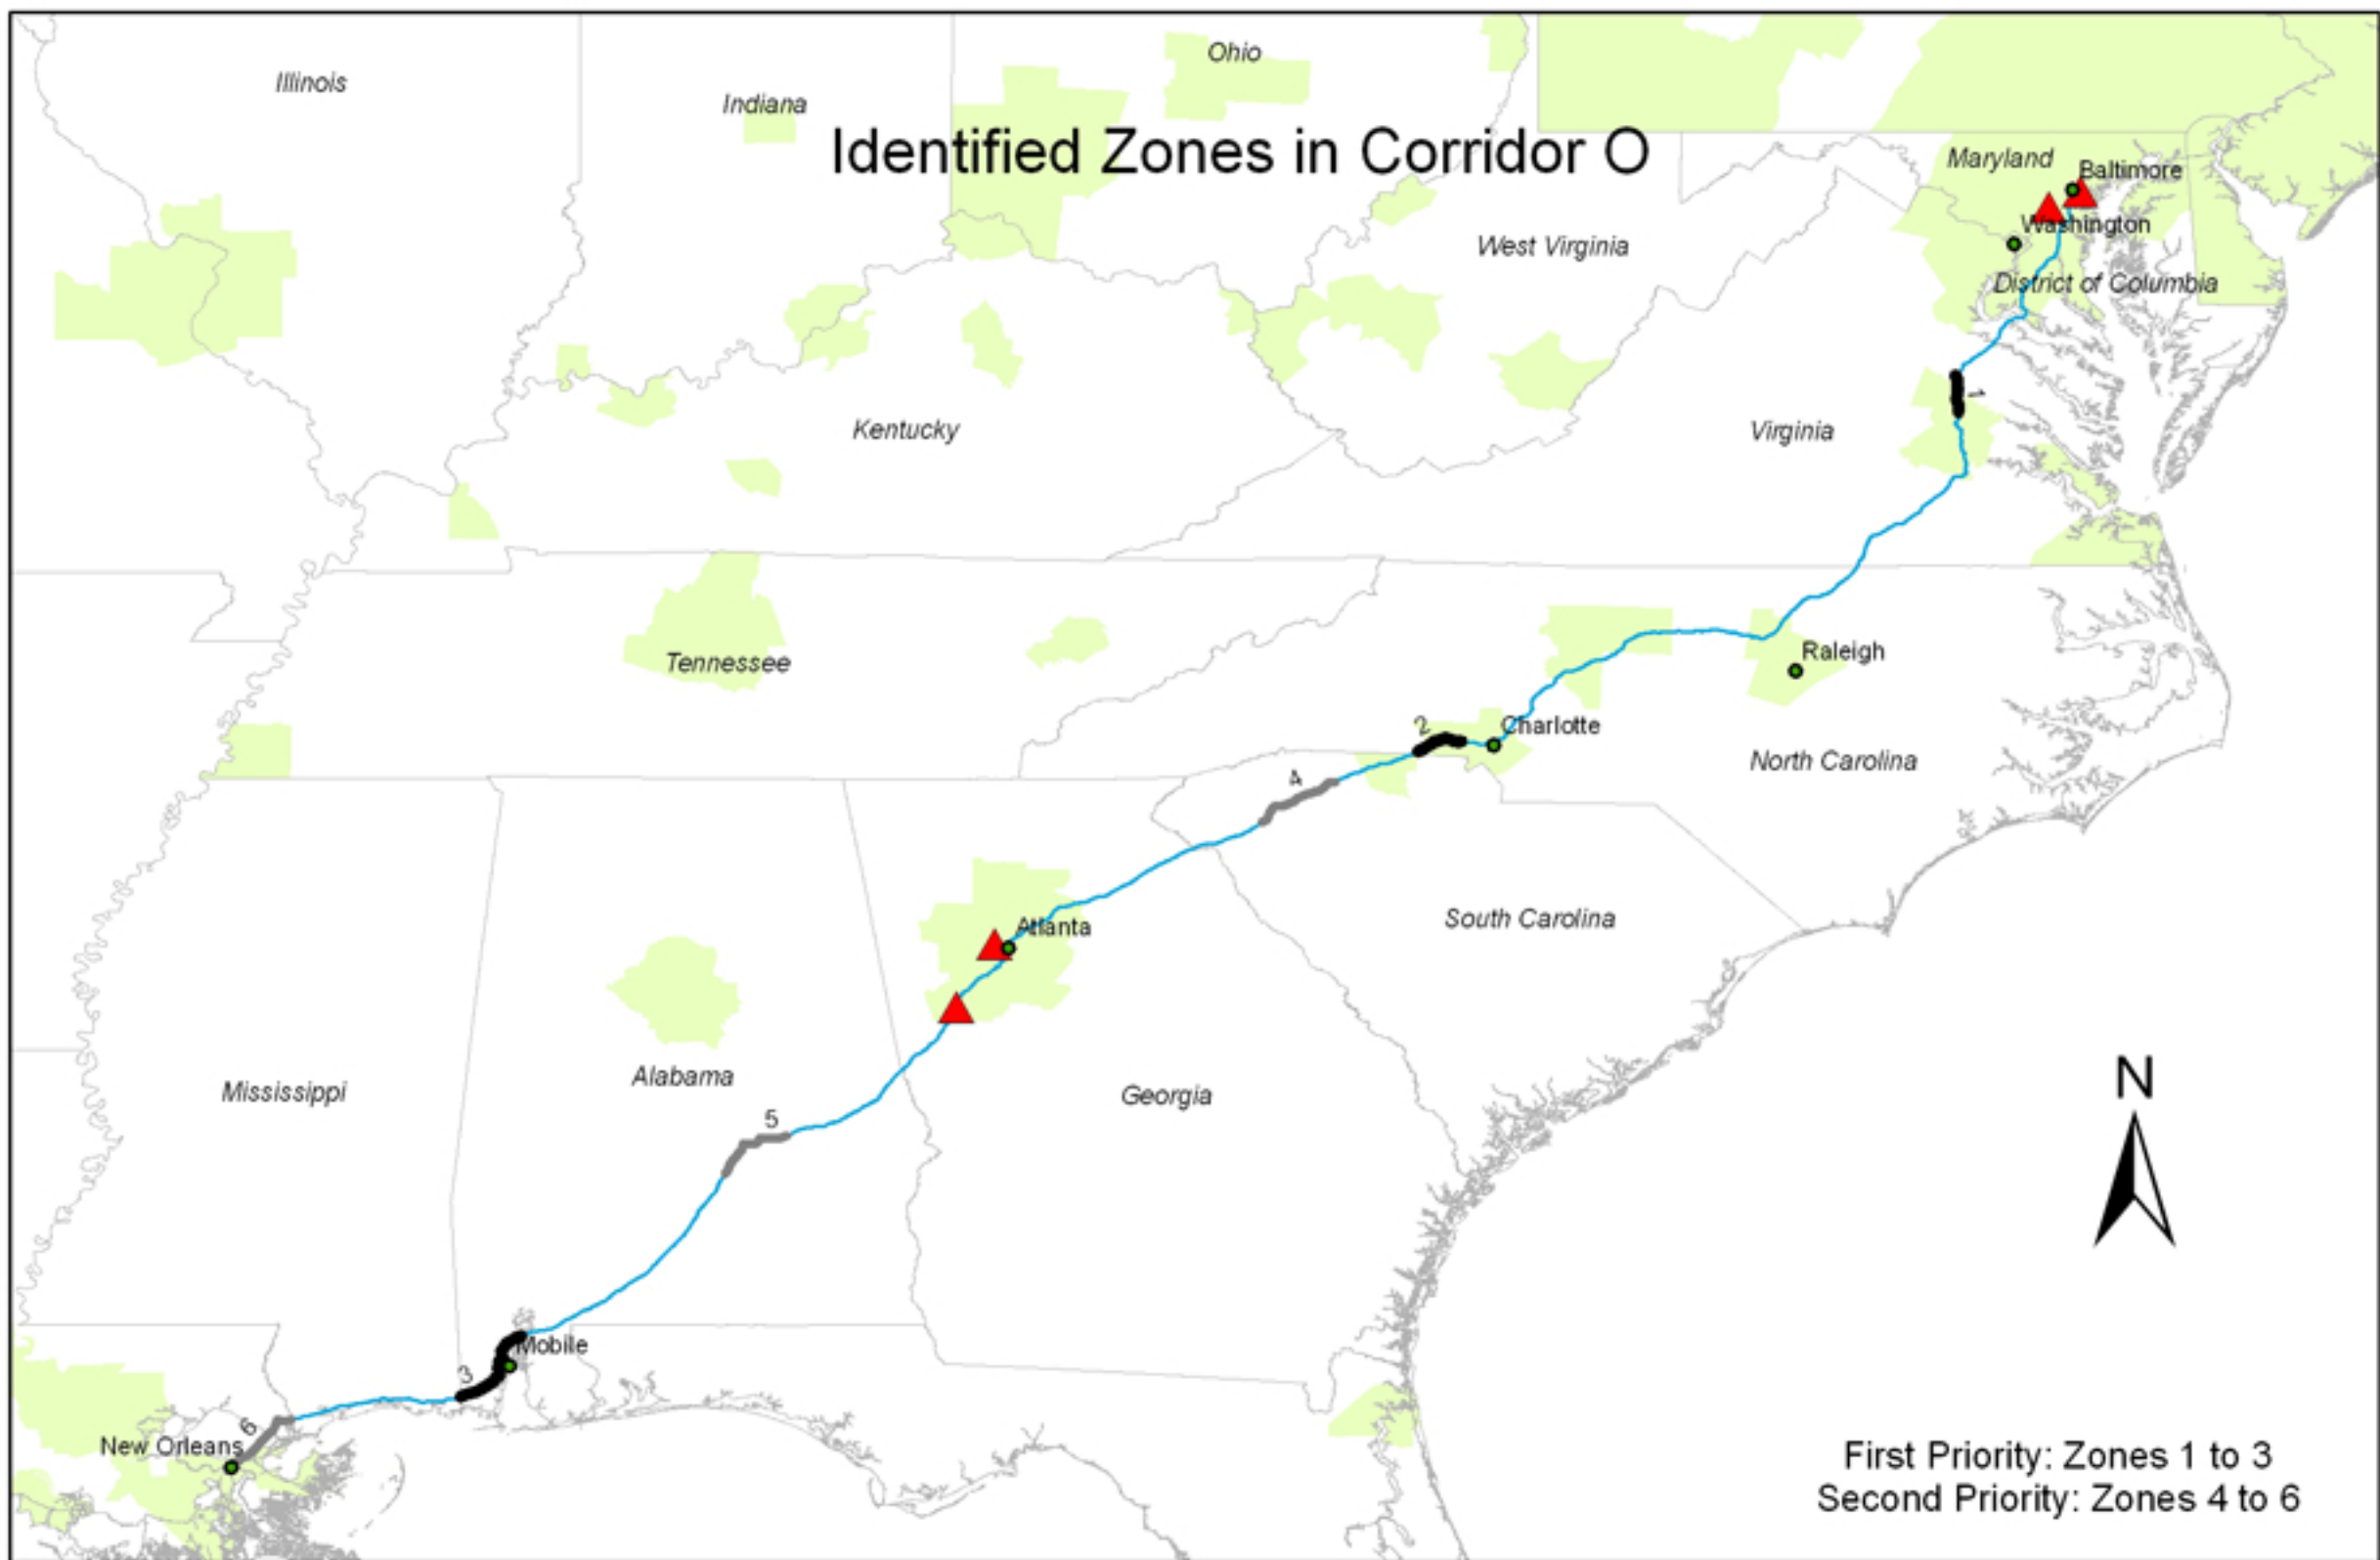 Ohio
Illinois
Indiana
Identified Zones in Corridor O
Maryland
Baltimore
Washington
West Virginia
District of Columbia
1
Kentucky
Virginia
Raleigh
Tennessee
2
Charlotte
North Carolina
4
South Carolina
Atlanta
N
Alabama
Mississippi
Georgia
5
Mobile
3
6
New Orleans
First Priority: Zones 1 to 3
Second Priority: Zones 4 to 6